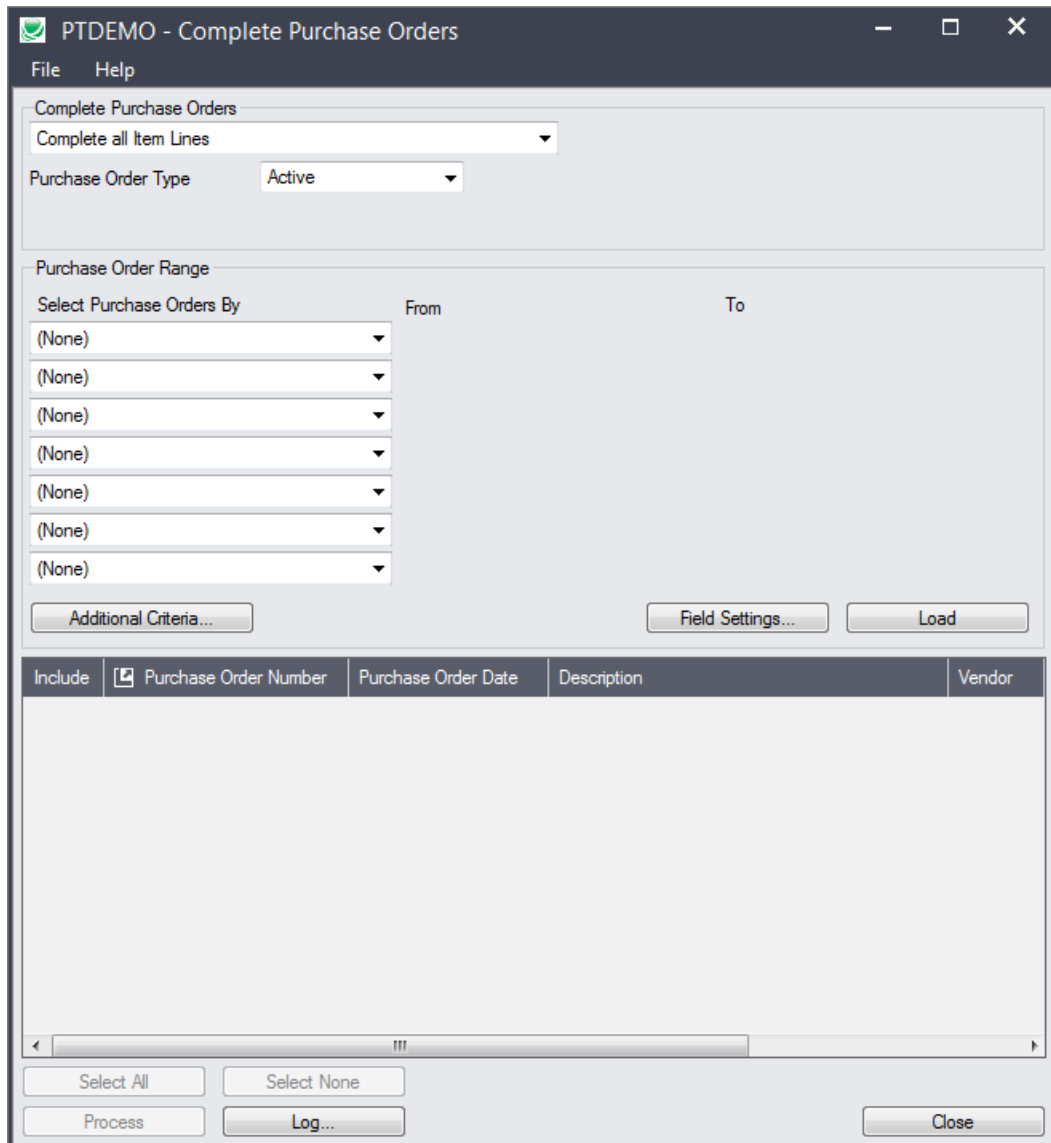 PTDEMO - Complete Purchase Orders
File Help
Complete Purchase Orders
Complete all Item Lines
Purchase Order Type Active
Purchase Order Range
Select Purchase Orders By From To
(None)
(None)
(None)
(None)
(None)
(None)
(None)
Additional Criteria... Field Settings... Load
Include Purchase Order Number Purchase Order Date Description Vendor
Select All Select None
Process Log... Close